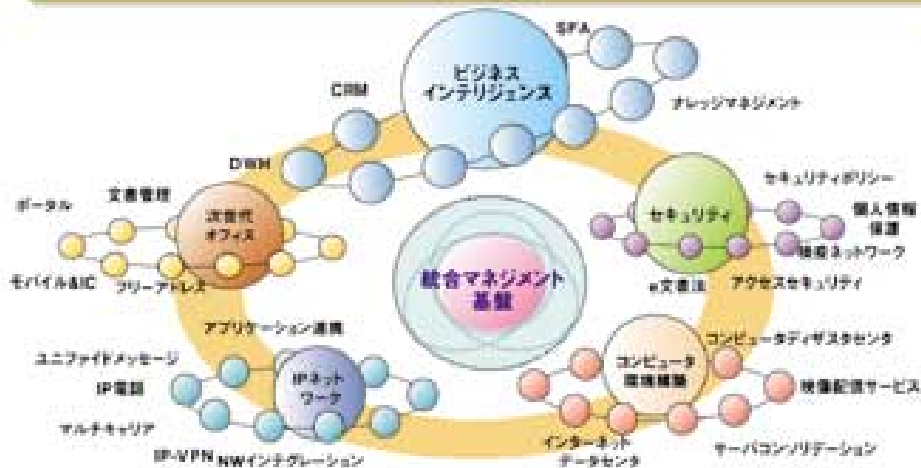 SFA
ビジネス
インテリジェンス
CRM
ナレッジマネジメント
DWH
セキュリティポリシー
文書管理
ポータル
次世代
オフィス
セキュリティ
個人情報
保護
検疫ネットワーク
モバイル&IC
フリーアドレス
e文書法
アクセスセキュリティ
統合マネジメント
基盤
アプリケーション連携
コンピュータディザスタセンタ
ユニファイドメッセージ
IP電話
IPネット
ワーク
コンピュータ
環境構築
映像配信サービス
マルチキャリア
インターネット
データセンタ
サーバコンソリデーション
IP-VPN
NWインテグレーション